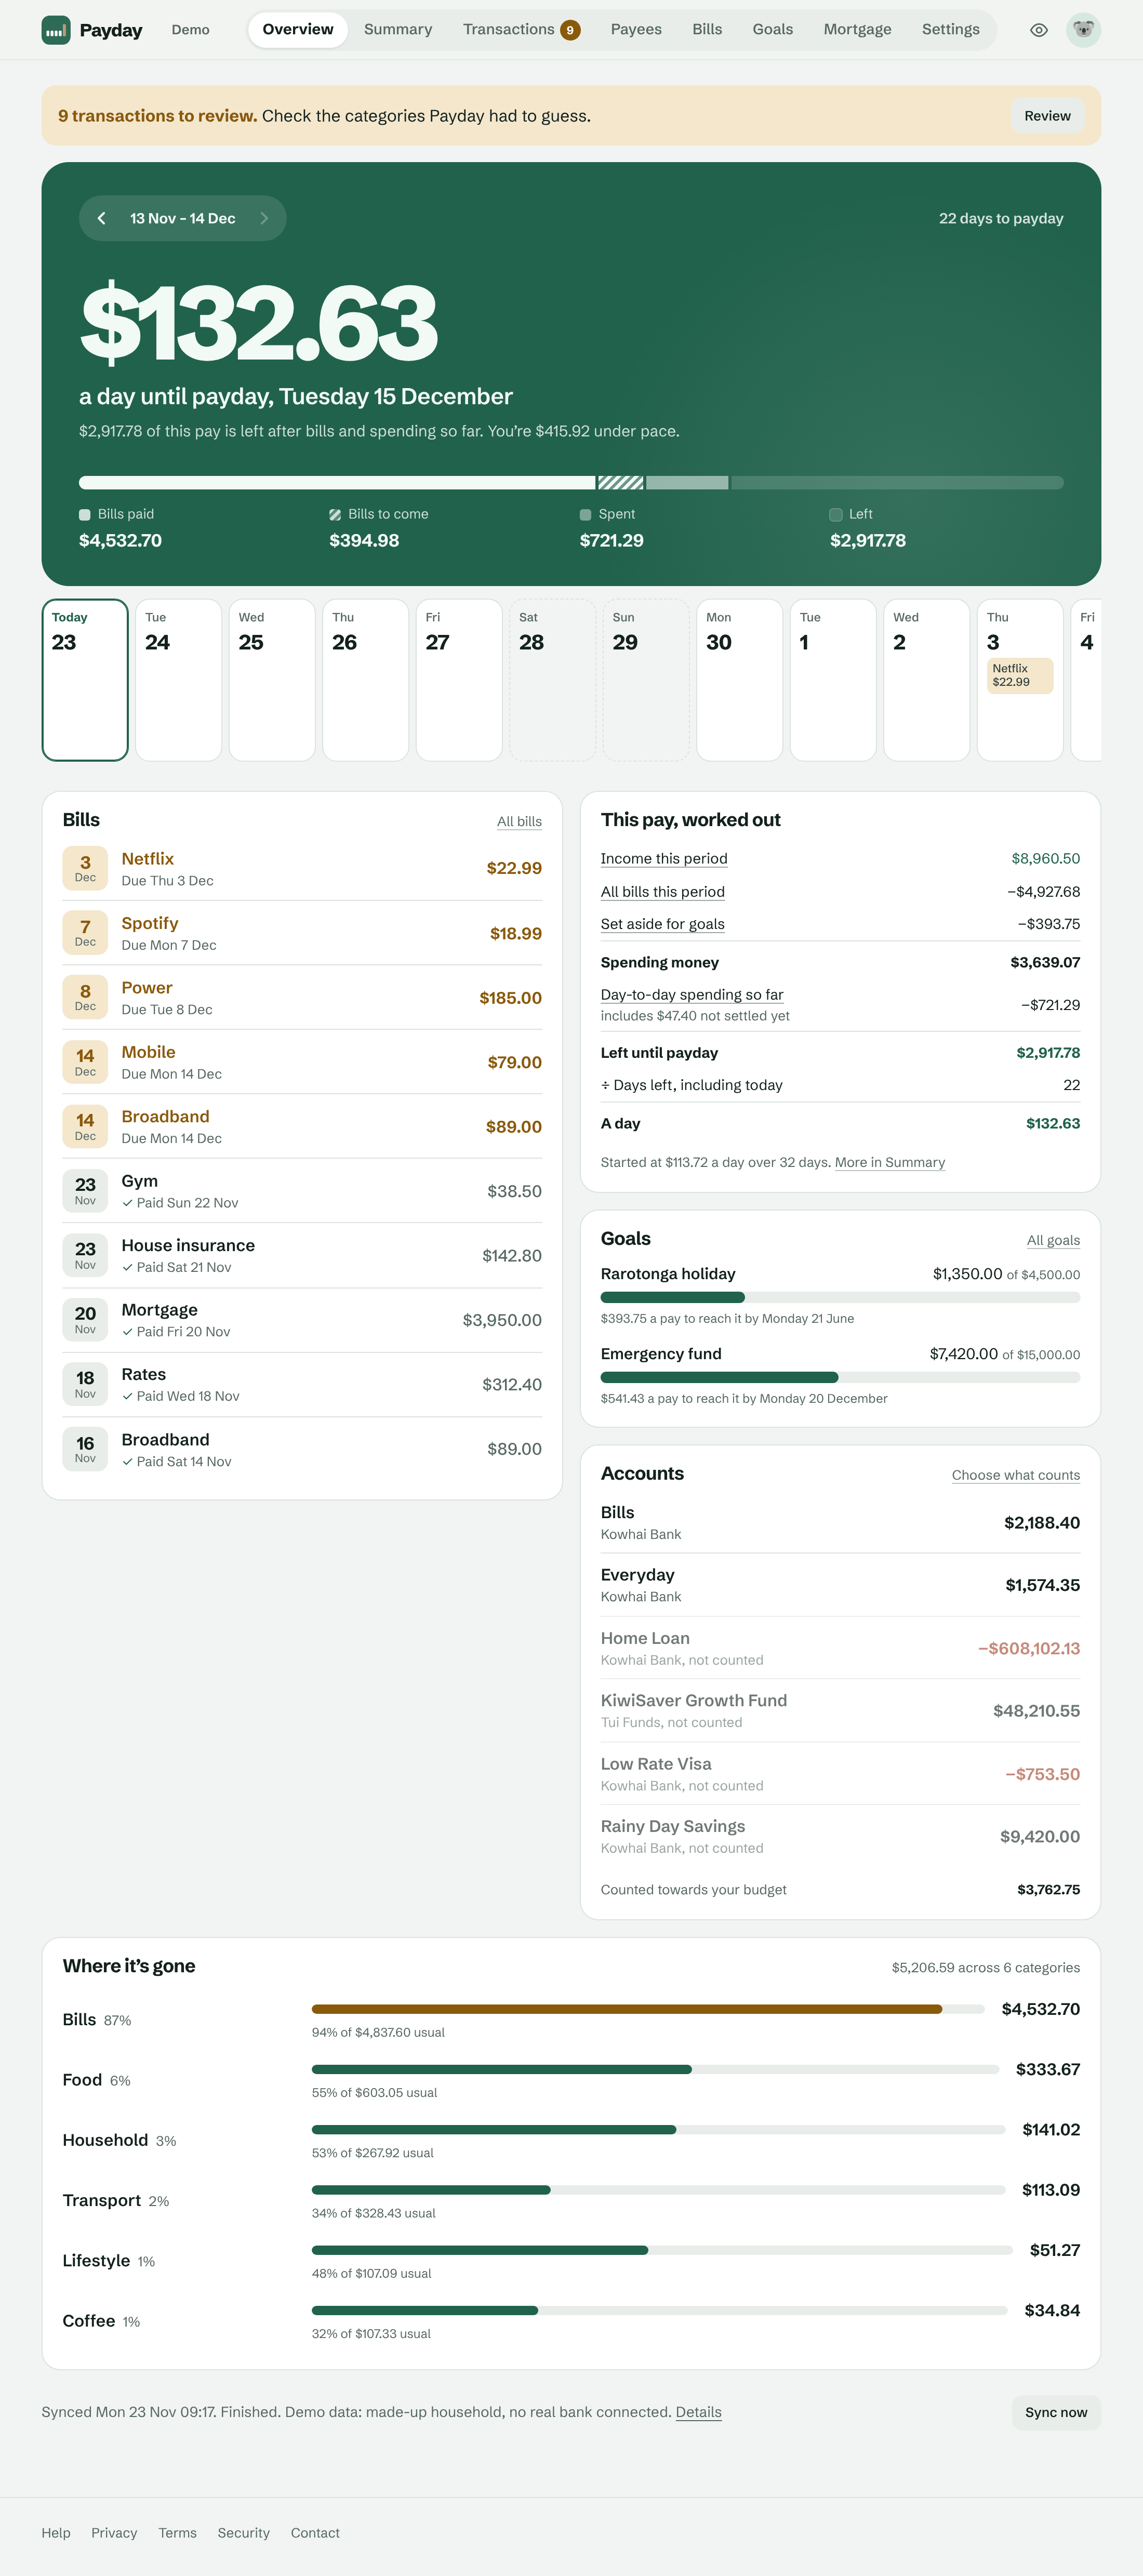 Payday
Demo
Overview
Summary
Transactions 9
Payees
Bills
Goals
Mortgage
Settings
9 transactions to review. Check the categories Payday had to guess.
Review
13 Nov – 14 Dec
22 days to payday
$132.63
a day until payday, Tuesday 15 December
$2,917.78 of this pay is left after bills and spending so far. You’re $415.92 under pace.
Bills paid
$4,532.70
Bills to come
$394.98
Spent
$721.29
Left
$2,917.78
Today
23
Tue
24
Wed
25
Thu
26
Fri
27
Sat
28
Sun
29
Mon
30
Tue
1
Wed
2
Thu
3
Netflix
$22.99
Fri
4
Bills
All bills
3
Dec
Netflix
Due Thu 3 Dec
$22.99
7
Dec
Spotify
Due Mon 7 Dec
$18.99
8
Dec
Power
Due Tue 8 Dec
$185.00
14
Dec
Mobile
Due Mon 14 Dec
$79.00
14
Dec
Broadband
Due Mon 14 Dec
$89.00
23
Nov
Gym
✓ Paid Sun 22 Nov
$38.50
23
Nov
House insurance
✓ Paid Sat 21 Nov
$142.80
20
Nov
Mortgage
✓ Paid Fri 20 Nov
$3,950.00
18
Nov
Rates
✓ Paid Wed 18 Nov
$312.40
16
Nov
Broadband
✓ Paid Sat 14 Nov
$89.00
This pay, worked out
Income this period
$8,960.50
All bills this period
−$4,927.68
Set aside for goals
−$393.75
Spending money
$3,639.07
Day-to-day spending so far
includes $47.40 not settled yet
−$721.29
Left until payday
$2,917.78
÷ Days left, including today
22
A day
$132.63
Started at $113.72 a day over 32 days. More in Summary
Goals
All goals
Rarotonga holiday
$1,350.00 of $4,500.00
$393.75 a pay to reach it by Monday 21 June
Emergency fund
$7,420.00 of $15,000.00
$541.43 a pay to reach it by Monday 20 December
Accounts
Choose what counts
Bills
Kowhai Bank
$2,188.40
Everyday
Kowhai Bank
$1,574.35
Home Loan
Kowhai Bank, not counted
−$608,102.13
KiwiSaver Growth Fund
Tui Funds, not counted
$48,210.55
Low Rate Visa
Kowhai Bank, not counted
−$753.50
Rainy Day Savings
Kowhai Bank, not counted
$9,420.00
Counted towards your budget
$3,762.75
Where it’s gone
$5,206.59 across 6 categories
Bills 87%
94% of $4,837.60 usual
$4,532.70
Food 6%
55% of $603.05 usual
$333.67
Household 3%
53% of $267.92 usual
$141.02
Transport 2%
34% of $328.43 usual
$113.09
Lifestyle 1%
48% of $107.09 usual
$51.27
Coffee 1%
32% of $107.33 usual
$34.84
Synced Mon 23 Nov 09:17. Finished. Demo data: made-up household, no real bank connected. Details
Sync now
Help
Privacy
Terms
Security
Contact